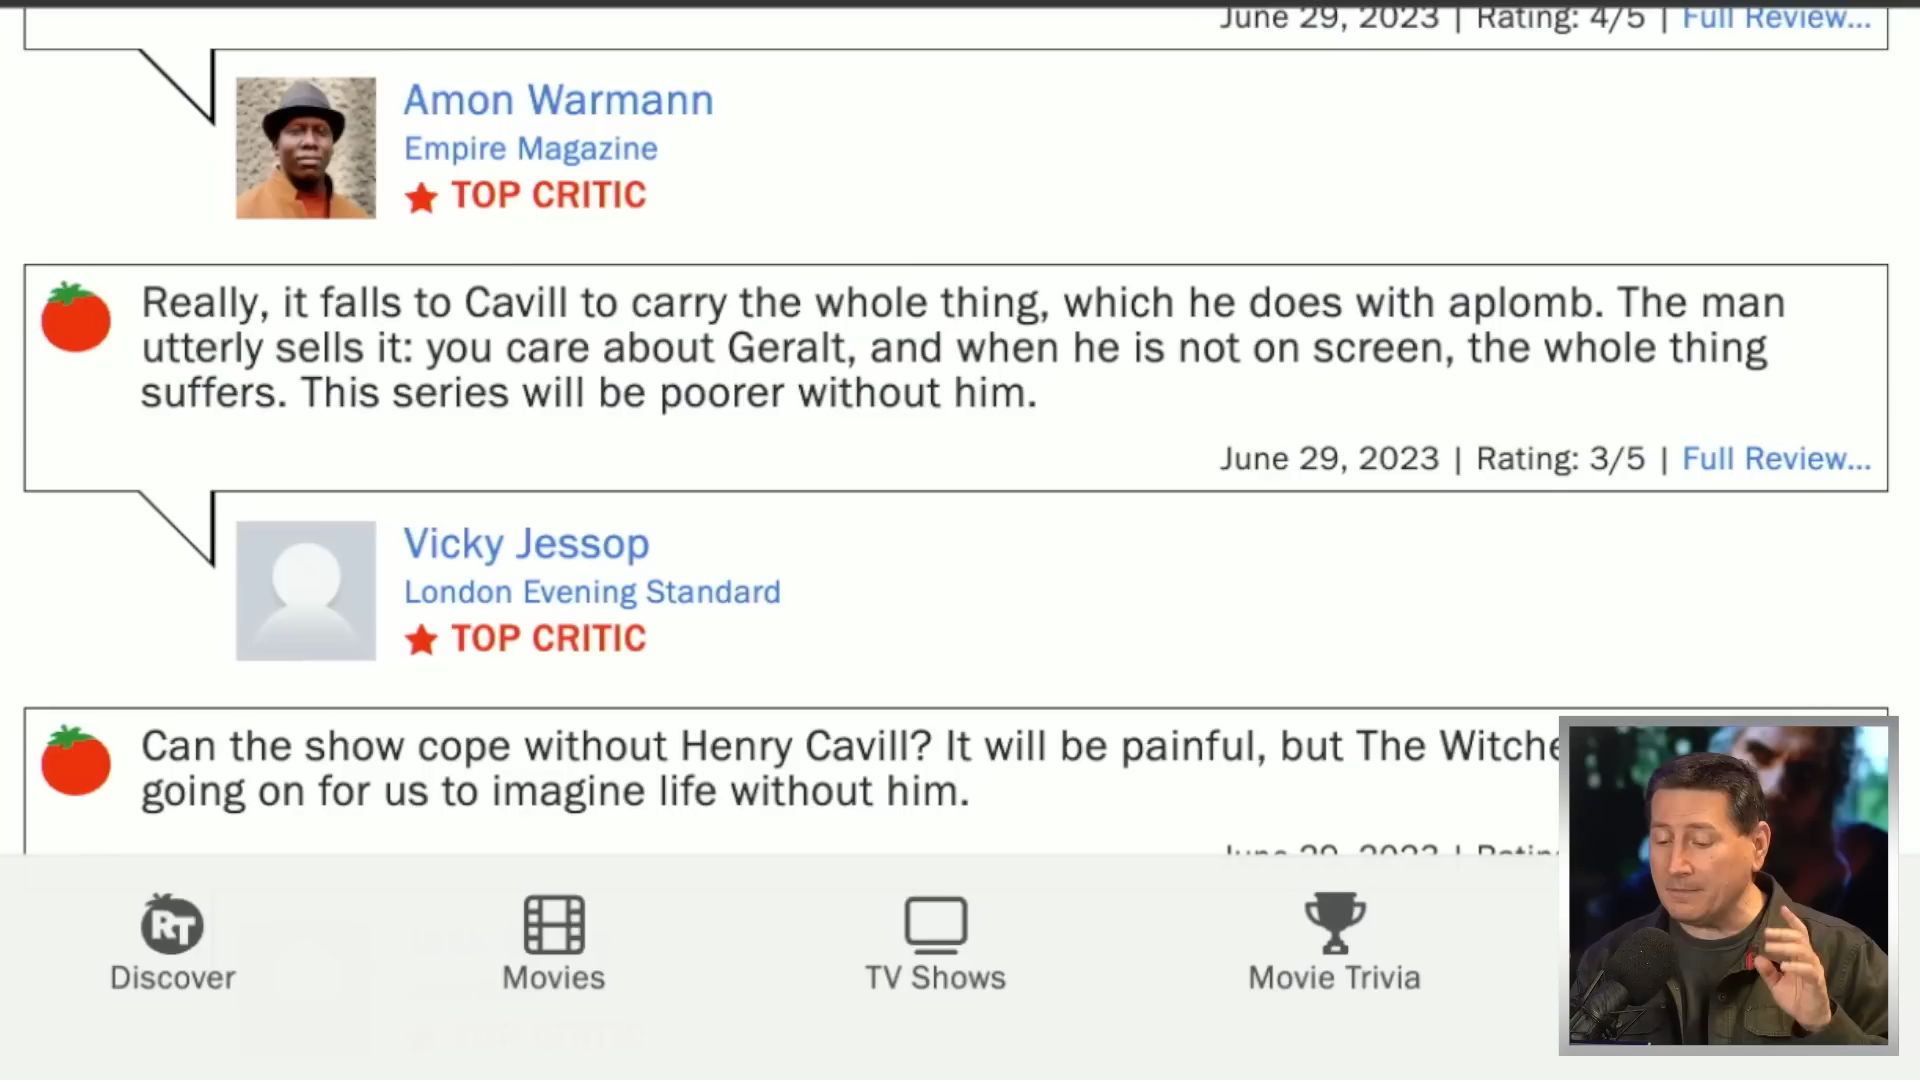 June 29, 2023 | Rating: 4/5 | Full Review...
Amon Warmann
Empire Magazine
TOP CRITIC
Really, it falls to Cavill to carry the whole thing, which he does with aplomb. The man
utterly sells it: you care about Geralt, and when he is not on screen, the whole thing
suffers. This series will be poorer without him.
June 29, 2023 | Rating: 3/5 | Full Review...
Vicky Jessop
London Evening Standard
TOP CRITIC
Can the show cope without Henry Cavill? It will be painful, but The Witche
going on for us to imagine life without him.
June 29, 2023 | Rating
RT
Discover
Movies
TV Shows
Movie Trivia